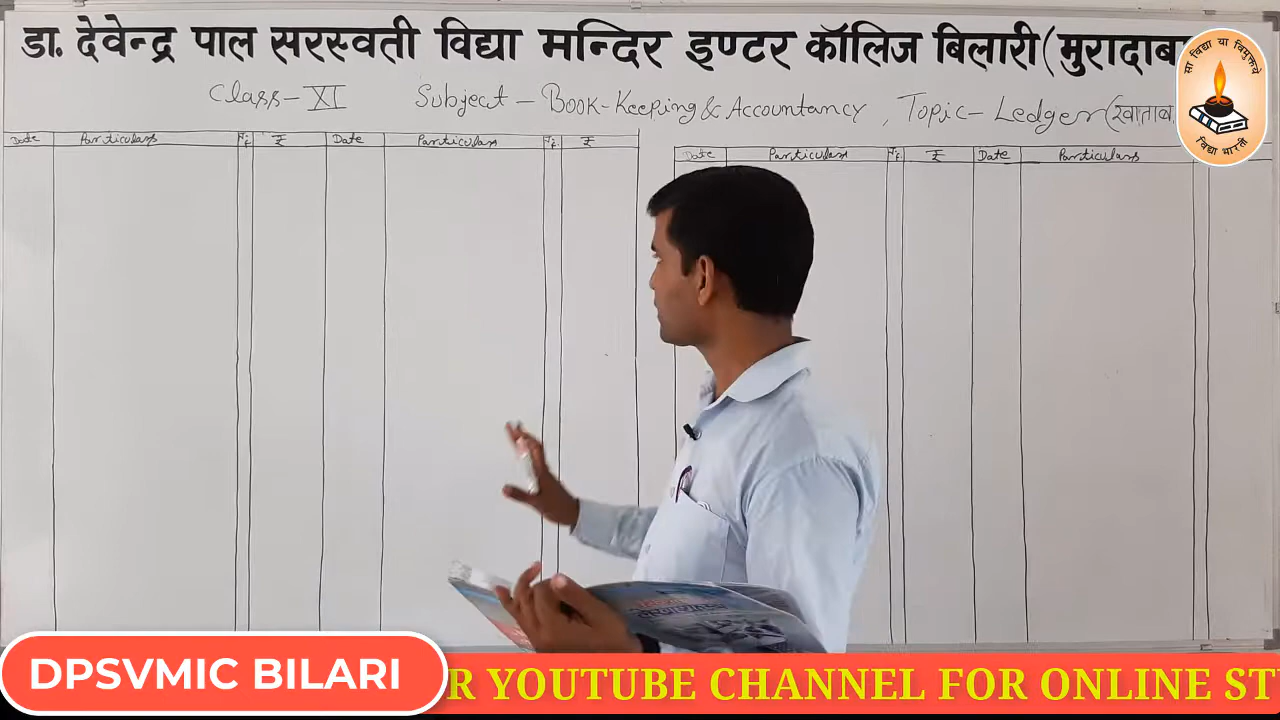 डा. देवेन्द्र पाल सरस्वती विद्या मन्दिर इण्टर कॉलिज बिलारी (मुरादाबा
सा विद्या या विमुक्तये
विद्या भारती
Class - XI Subject - Book-Keeping & Accountancy, Topic - Ledger (खाताब
Date Particulars J.F. ₹ Date Particulars J.F. ₹
Date Particulars J.F. ₹ Date Particulars
DPSVMIC BILARI
R YOUTUBE CHANNEL FOR ONLINE ST